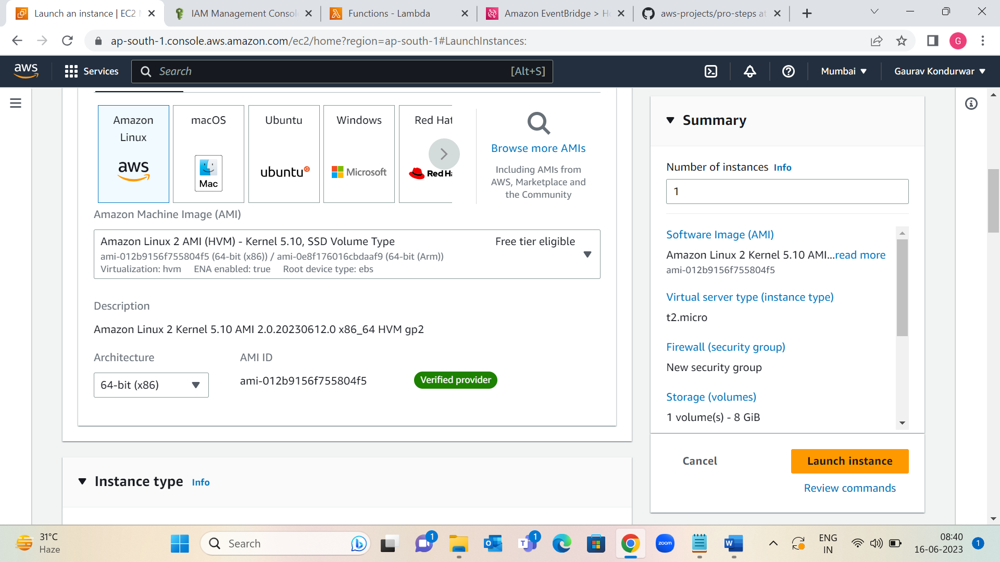 Launch an instance | EC2
IAM Management Consol
Functions - Lambda
Amazon EventBridge > H
aws-projects/pro-steps at
ap-south-1.console.aws.amazon.com/ec2/home?region=ap-south-1#LaunchInstances:
G
aws
Services
Search
[Alt+S]
Mumbai
Gaurav Kondurwar
Amazon
Linux
aws
macOS
Mac
Ubuntu
ubuntu
Windows
Microsoft
Red Hat
Red Ha
Browse more AMIs
Including AMIs from
AWS, Marketplace and
the Community
Amazon Machine Image (AMI)
Amazon Linux 2 AMI (HVM) - Kernel 5.10, SSD Volume Type
Free tier eligible
ami-012b9156f755804f5 (64-bit (x86)) / ami-0e8f176016cbdaaf9 (64-bit (Arm))
Virtualization: hvm ENA enabled: true Root device type: ebs
Description
Amazon Linux 2 Kernel 5.10 AMI 2.0.20230612.0 x86_64 HVM gp2
Architecture
AMI ID
64-bit (x86)
ami-012b9156f755804f5
Verified provider
Instance type Info
Summary
Number of instances Info
1
Software Image (AMI)
Amazon Linux 2 Kernel 5.10 AMI...read more
ami-012b9156f755804f5
Virtual server type (instance type)
t2.micro
Firewall (security group)
New security group
Storage (volumes)
1 volume(s) - 8 GiB
Cancel
Launch instance
Review commands
31°C
Haze
Search
1
1
T
zoom
W
ENG
IN
08:40
16-06-2023
1